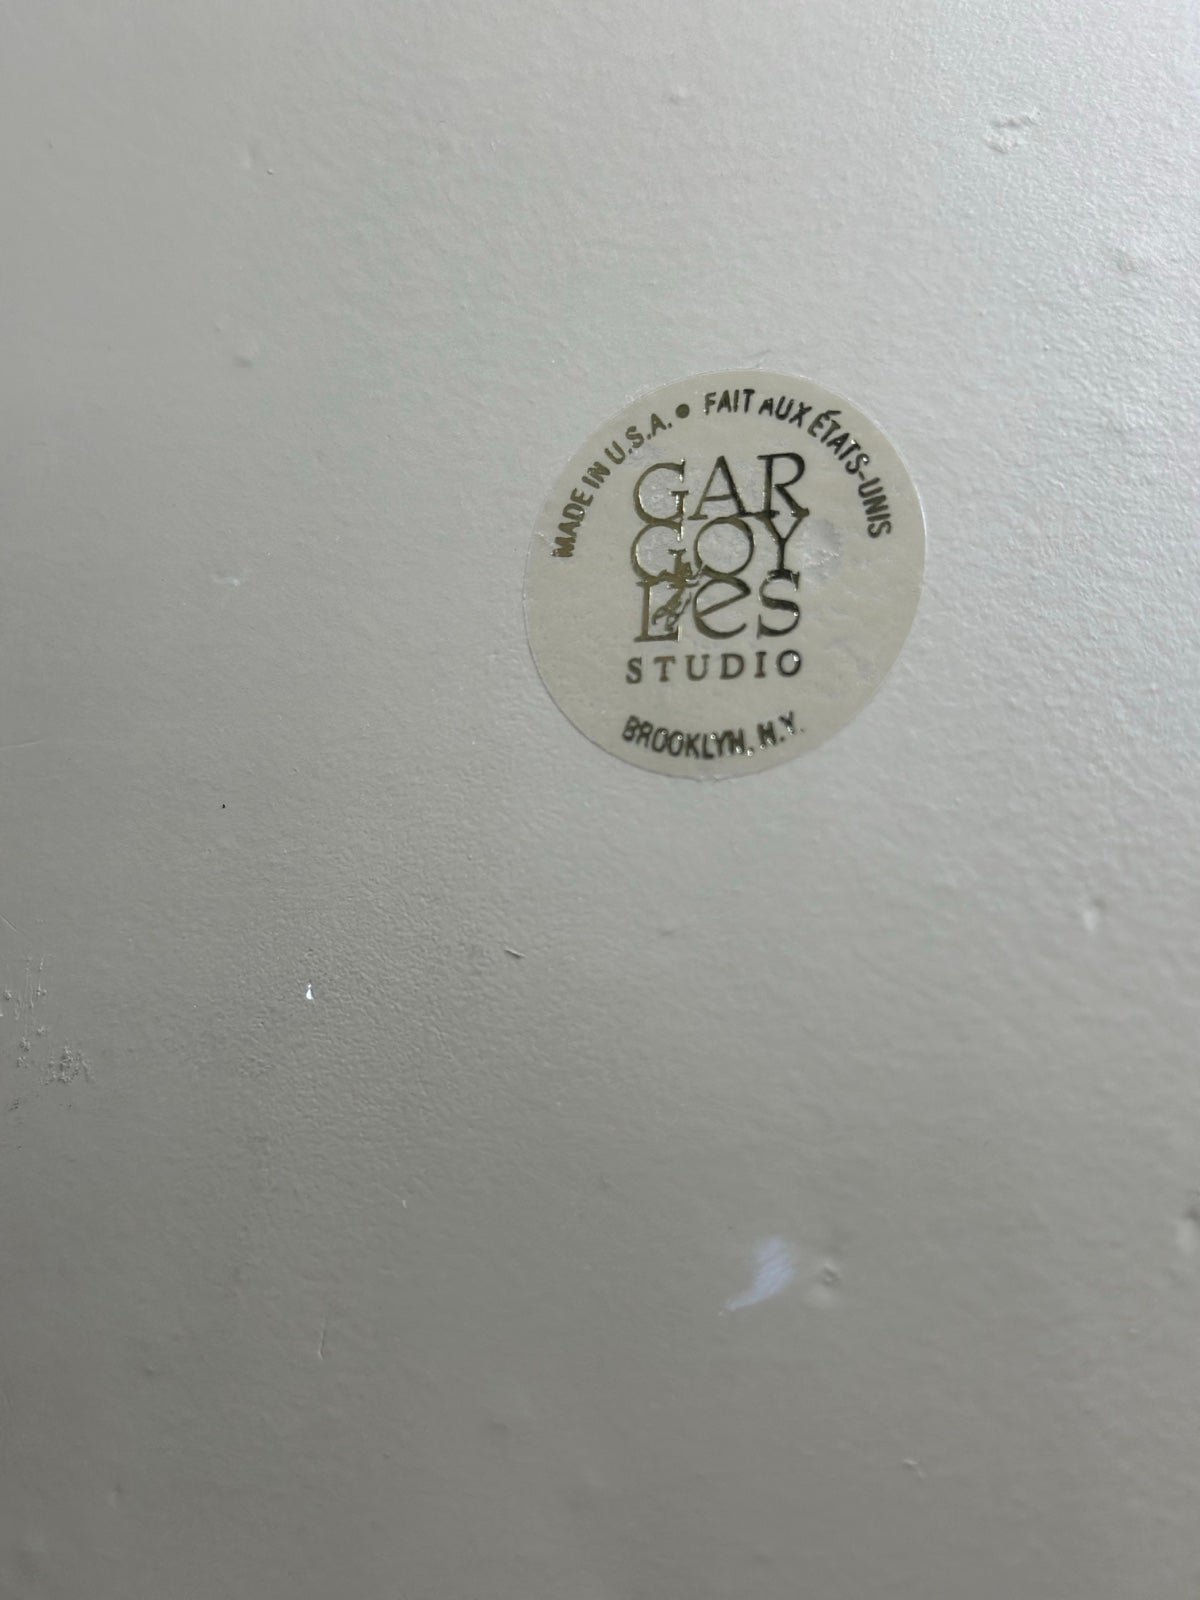 MADE IN U.S.A. • FAIT AUX ÉTATS-UNIS
GAR
GOY
LeS
STUDIO
BROOKLYN, N.Y.